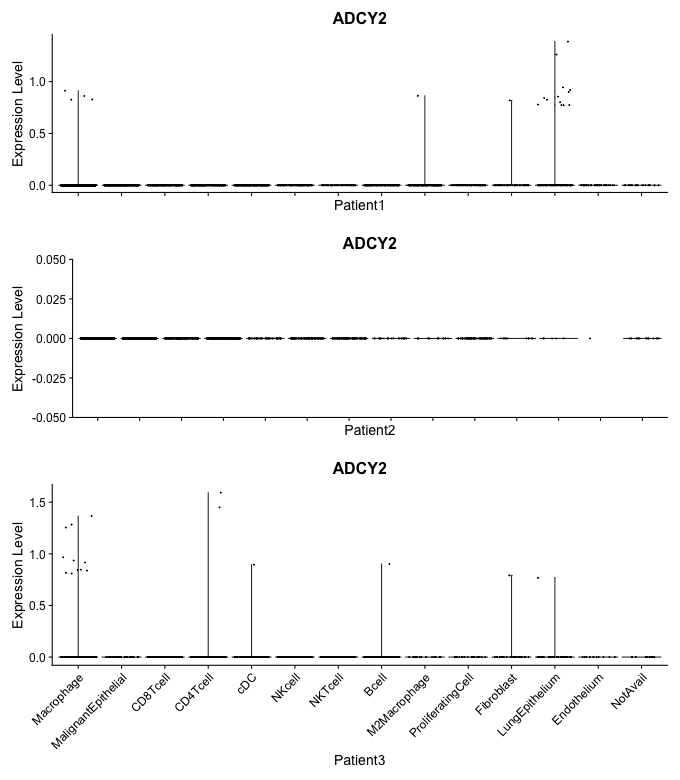 ADCY2
Expression Level
1.0
0.5
0.0
Patient1
ADCY2
Expression Level
0.050
0.025
0.000
-0.025
-0.050
Patient2
ADCY2
Expression Level
1.5
1.0
0.5
0.0
Macrophage
MalignantEpithelial
CD8Tcell
CD4Tcell
cDC
NKcell
NKTcell
Bcell
M2Macrophage
ProliferatingCell
Fibroblast
LungEpithelium
Endothelium
NotAvail
Patient3